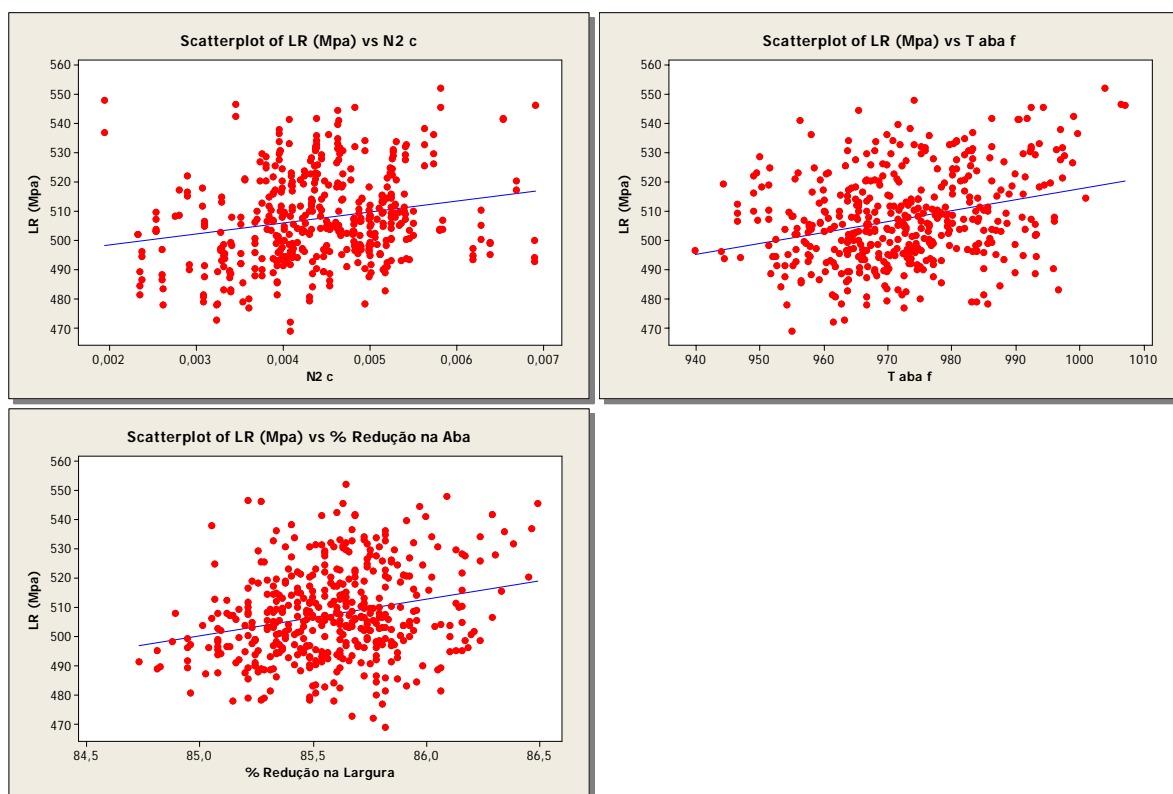 Scatterplot of LR (Mpa) vs N2 c
LR (Mpa)
560
550
540
530
520
510
500
490
480
470
0,002 0,003 0,004 0,005 0,006 0,007
N2 c
Scatterplot of LR (Mpa) vs T aba f
LR (Mpa)
560
550
540
530
520
510
500
490
480
470
940 950 960 970 980 990 1000 1010
T aba f
Scatterplot of LR (Mpa) vs % Redução na Aba
LR (Mpa)
560
550
540
530
520
510
500
490
480
470
84,5 85,0 85,5 86,0 86,5
% Redução na Largura